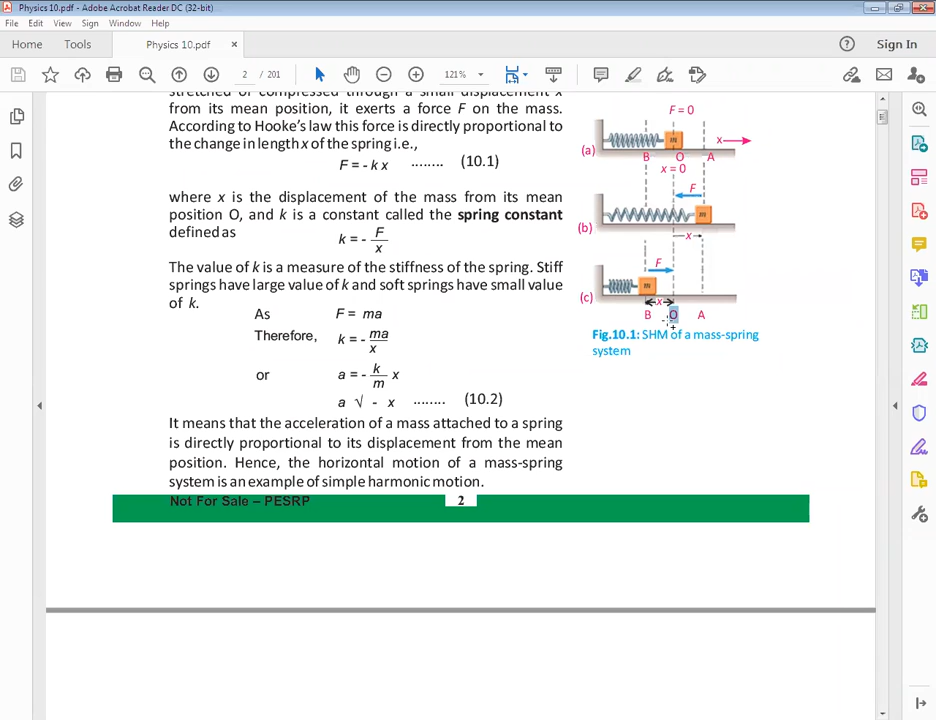 Physics 10.pdf - Adobe Acrobat Reader DC (32-bit)
File Edit View Sign Window Help
Home Tools Physics 10.pdf × Sign In
2 / 201 121%
stretched or compressed through a small displacement x
from its mean position, it exerts a force F on the mass.
According to Hooke's law this force is directly proportional to
the change in length x of the spring i.e.,
F = - k x ........ (10.1)
where x is the displacement of the mass from its mean
position O, and k is a constant called the spring constant
defined as
k = - F/x
The value of k is a measure of the stiffness of the spring. Stiff
springs have large value of k and soft springs have small value
of k.
As F = ma
Therefore, k = - ma/x
or a = - k/m x
a √ - x ........ (10.2)
It means that the acceleration of a mass attached to a spring
is directly proportional to its displacement from the mean
position. Hence, the horizontal motion of a mass-spring
system is an example of simple harmonic motion.
Not For Sale – PESRP 2
F = 0
m x
(a) B O A
x = 0
F
m
(b)
x
F
m
(c)
x
B O A
Fig.10.1: SHM of a mass-spring
system